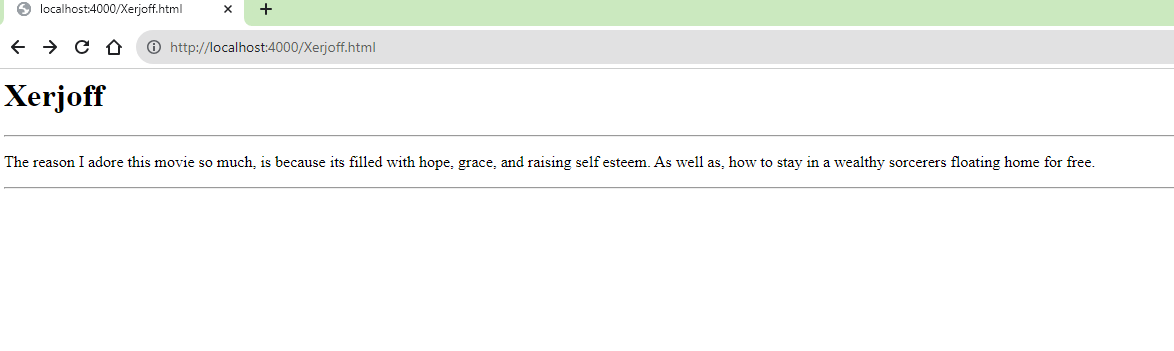 localhost:4000/Xerjoff.html
http://localhost:4000/Xerjoff.html
Xerjoff
The reason I adore this movie so much, is because its filled with hope, grace, and raising self esteem. As well as, how to stay in a wealthy sorcerers floating home for free.